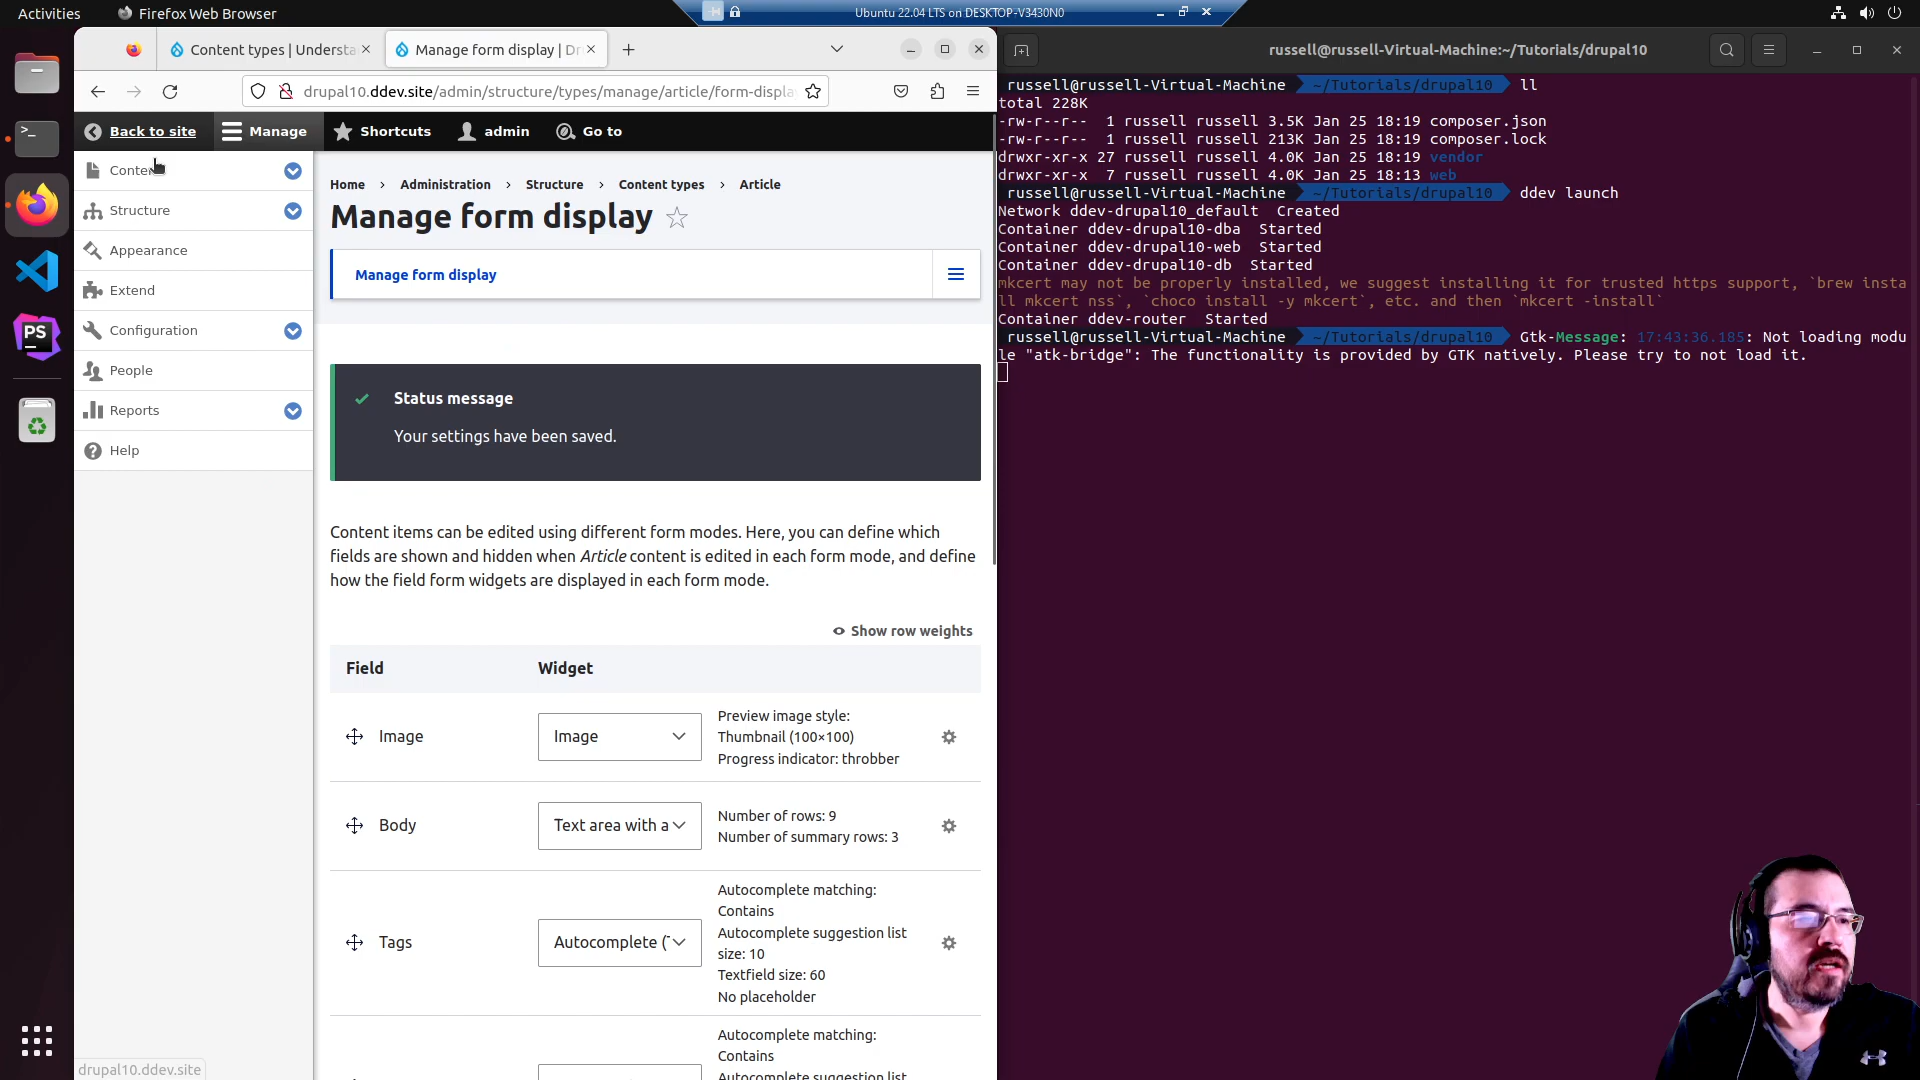 Activities
Firefox Web Browser
Ubuntu 22.04 LTS on DESKTOP-V3430N0
Content types | Understa
Manage form display | Dr
drupal10.ddev.site/admin/structure/types/manage/article/form-displa
Back to site
Manage
Shortcuts
admin
Go to
Content
Structure
Appearance
Extend
Configuration
People
Reports
Help
Home > Administration > Structure > Content types > Article
Manage form display
Manage form display
Status message
Your settings have been saved.
Content items can be edited using different form modes. Here, you can define which
fields are shown and hidden when Article content is edited in each form mode, and define
how the field form widgets are displayed in each form mode.
Show row weights
Field Widget
Image
Image
Preview image style:
Thumbnail (100×100)
Progress indicator: throbber
Body
Text area with a
Number of rows: 9
Number of summary rows: 3
Tags
Autocomplete (
Autocomplete matching:
Contains
Autocomplete suggestion list
size: 10
Textfield size: 60
No placeholder
Autocomplete matching:
Contains
Autocomplete suggestion list
drupal10.ddev.site
PS
russell@russell-Virtual-Machine:~/Tutorials/drupal10
russell@russell-Virtual-Machine ~/Tutorials/drupal10 ll
total 228K
-rw-r--r-- 1 russell russell 3.5K Jan 25 18:19 composer.json
-rw-r--r-- 1 russell russell 213K Jan 25 18:19 composer.lock
drwxr-xr-x 27 russell russell 4.0K Jan 25 18:19 vendor
drwxr-xr-x 7 russell russell 4.0K Jan 25 18:13 web
russell@russell-Virtual-Machine ~/Tutorials/drupal10 ddev launch
Network ddev-drupal10_default Created
Container ddev-drupal10-dba Started
Container ddev-drupal10-web Started
Container ddev-drupal10-db Started
mkcert may not be properly installed, we suggest installing it for trusted https support, `brew insta
ll mkcert nss`, `choco install -y mkcert`, etc. and then `mkcert -install`
Container ddev-router Started
russell@russell-Virtual-Machine ~/Tutorials/drupal10 Gtk-Message: 17:43:36.185: Not loading modu
le "atk-bridge": The functionality is provided by GTK natively. Please try to not load it.